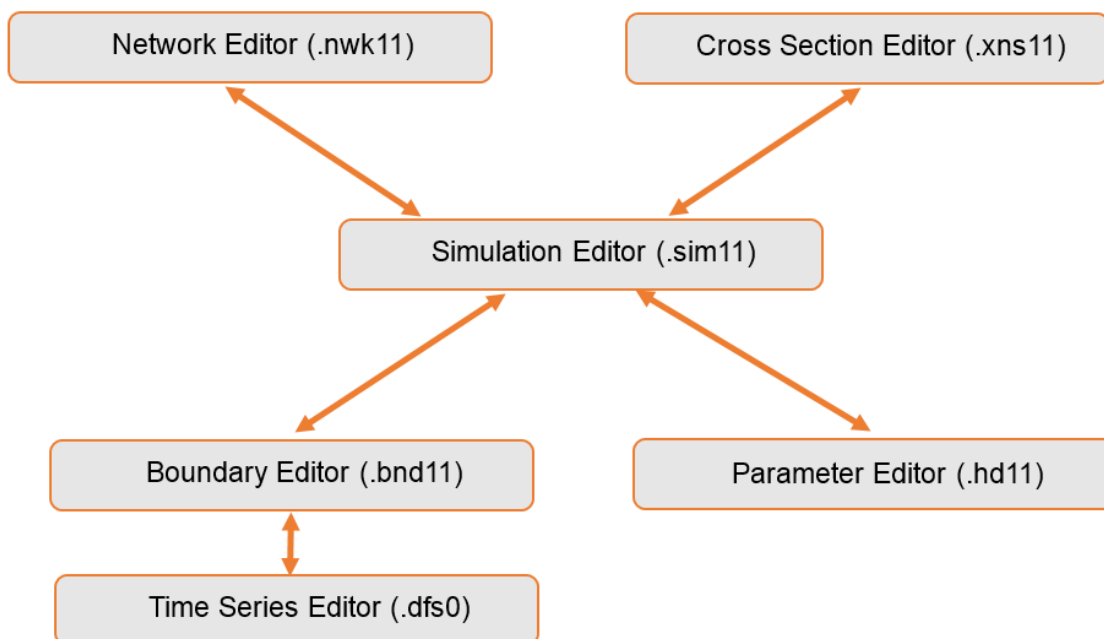 Network Editor (.nwk11)
Cross Section Editor (.xns11)
Simulation Editor (.sim11)
Boundary Editor (.bnd11)
Parameter Editor (.hd11)
Time Series Editor (.dfs0)